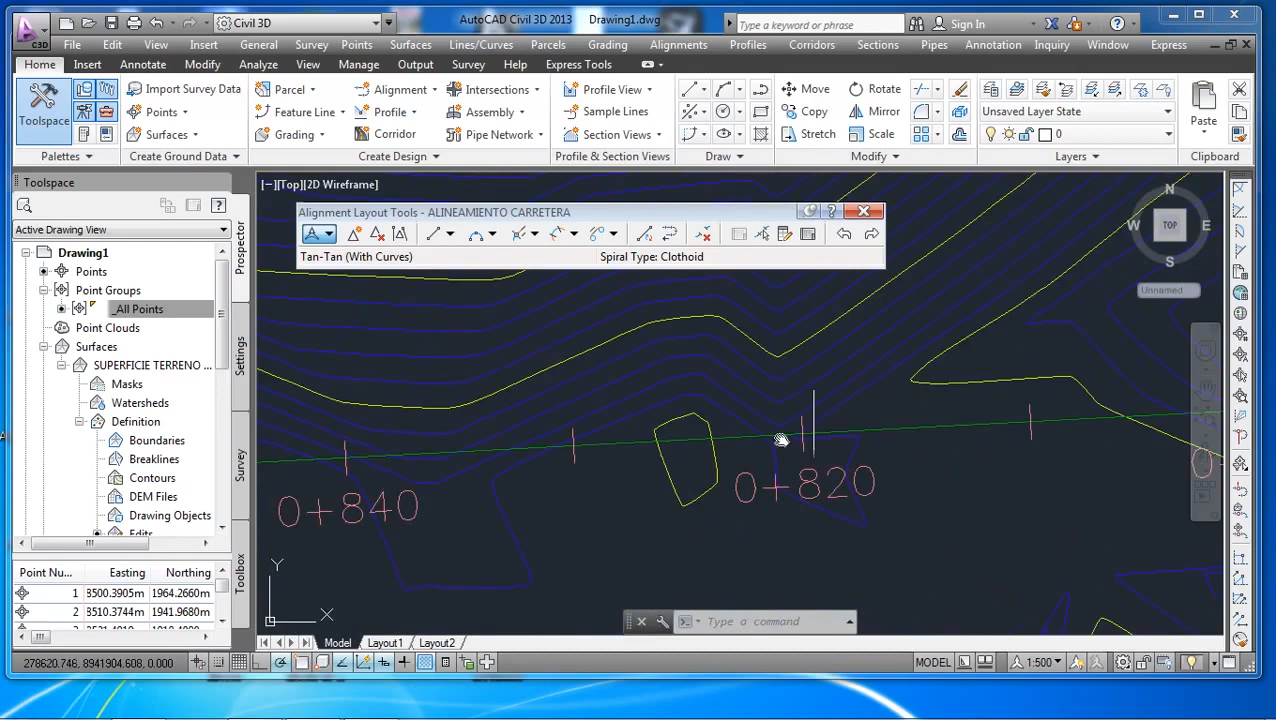 Civil 3D
AutoCAD Civil 3D 2013 Drawing1.dwg
Type a keyword or phrase
Sign In
C3D
File Edit View Insert General Survey Points Surfaces Lines/Curves Parcels Grading Alignments Profiles Corridors Sections Pipes Annotation Inquiry Window Express
Home Insert Annotate Modify Analyze View Manage Output Survey Help Express Tools
Toolspace
Import Survey Data
Points
Surfaces
Parcel
Feature Line
Grading
Alignment
Profile
Corridor
Intersections
Assembly
Pipe Network
Profile View
Sample Lines
Section Views
Move
Copy
Stretch
Rotate
Mirror
Scale
Unsaved Layer State
0
Paste
Palettes
Create Ground Data
Create Design
Profile & Section Views
Draw
Modify
Layers
Clipboard
Toolspace
Active Drawing View
Drawing1
Points
Point Groups
_All Points
Point Clouds
Surfaces
SUPERFICIE TERRENO ...
Masks
Watersheds
Definition
Boundaries
Breaklines
Contours
DEM Files
Drawing Objects
Edits
Prospector
Settings
Survey
Toolbox
Point Nu... Easting Northing
1 8500.3905m 1964.2660m
2 8510.3744m 1941.9680m
[−][Top][2D Wireframe]
Alignment Layout Tools - ALINEAMIENTO CARRETERA
Tan-Tan (With Curves)
Spiral Type: Clothoid
N
W TOP E
S
Unnamed
0+840
0+820
0
Y
X
Type a command
Model Layout1 Layout2
278620.746, 8941904.608, 0.000
MODEL
1:500